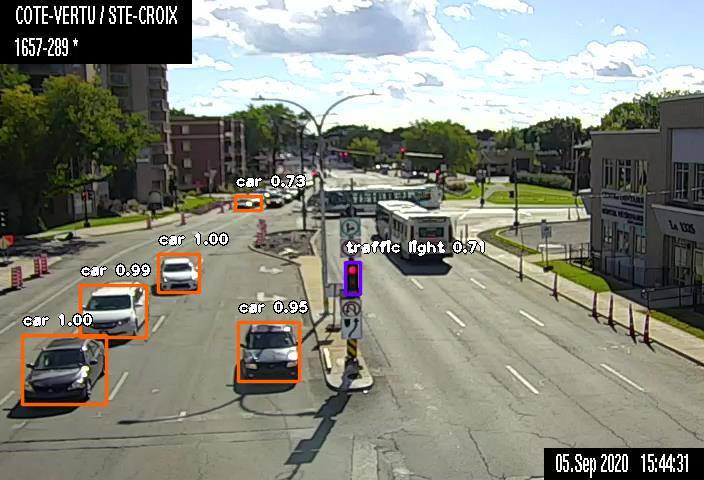 COTE-VERTU / STE-CROIX
1657-289 *
car 0.73
car 1.00
traffic light 0.71
car 0.99
car 0.95
car 1.00
05.Sep 2020 15:44:31